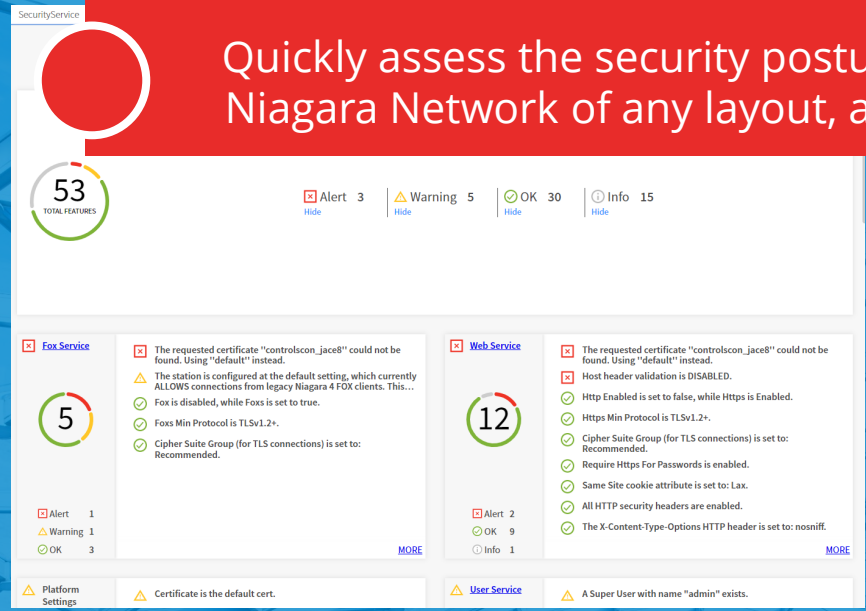 SecurityService
Quickly assess the security postu
Niagara Network of any layout, a
53
TOTAL FEATURES
Alert 3
Hide
Warning 5
Hide
OK 30
Hide
Info 15
Hide
Fox Service
5
Alert 1
Warning 1
OK 3
The requested certificate "controlscon_jace8" could not be
found. Using "default" instead.
The station is configured at the default setting, which currently
ALLOWS connections from legacy Niagara 4 FOX clients. This...
Fox is disabled, while Foxs is set to true.
Foxs Min Protocol is TLSv1.2+.
Cipher Suite Group (for TLS connections) is set to:
Recommended.
MORE
Web Service
12
Alert 2
OK 9
Info 1
The requested certificate "controlscon_jace8" could not be
found. Using "default" instead.
Host header validation is DISABLED.
Http Enabled is set to false, while Https is Enabled.
Https Min Protocol is TLSv1.2+.
Cipher Suite Group (for TLS connections) is set to:
Recommended.
Require Https For Passwords is enabled.
Same Site cookie attribute is set to: Lax.
All HTTP security headers are enabled.
The X-Content-Type-Options HTTP header is set to: nosniff.
MORE
Platform
Settings
Certificate is the default cert.
User Service
A Super User with name "admin" exists.